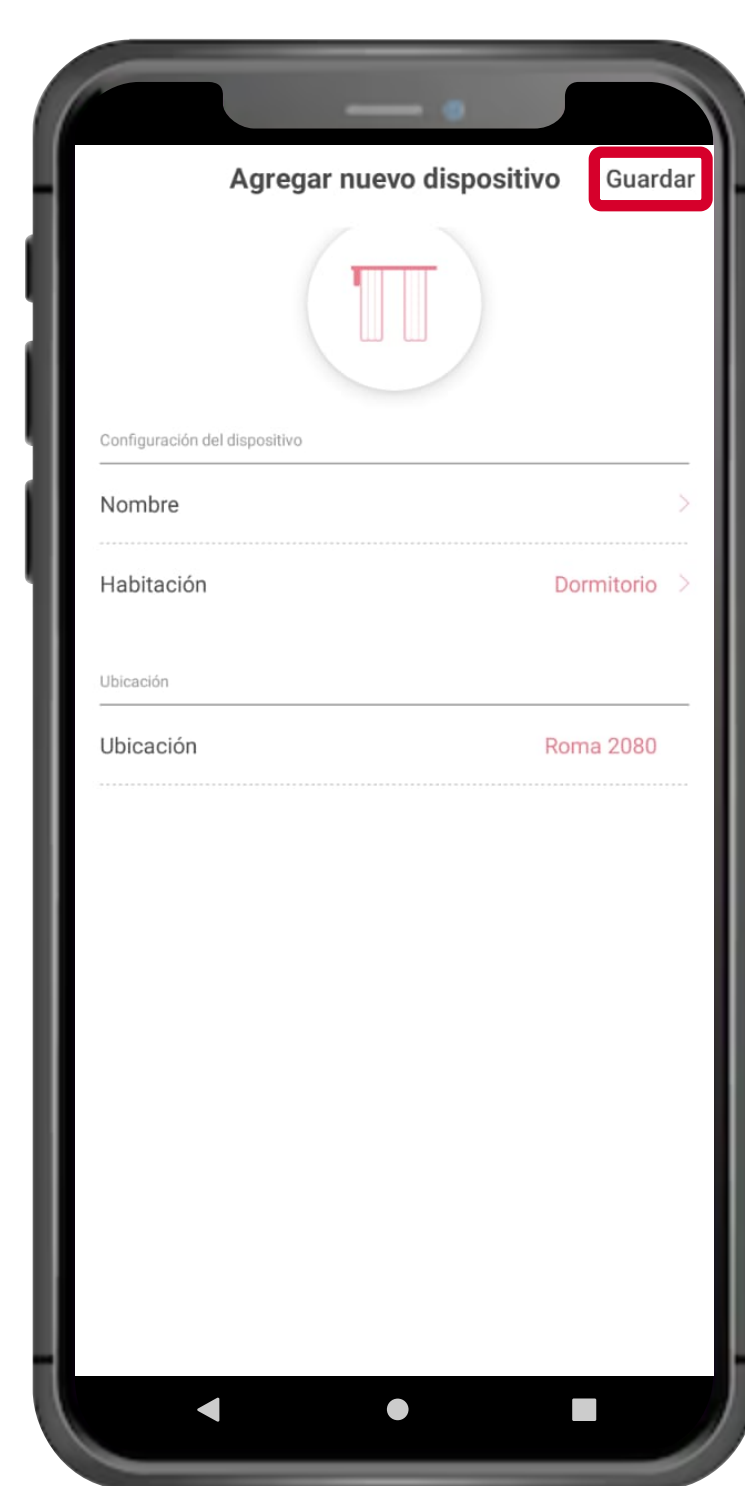 Agregar nuevo dispositivo Guardar
Configuración del dispositivo
Nombre
Habitación Dormitorio
Ubicación
Ubicación Roma 2080